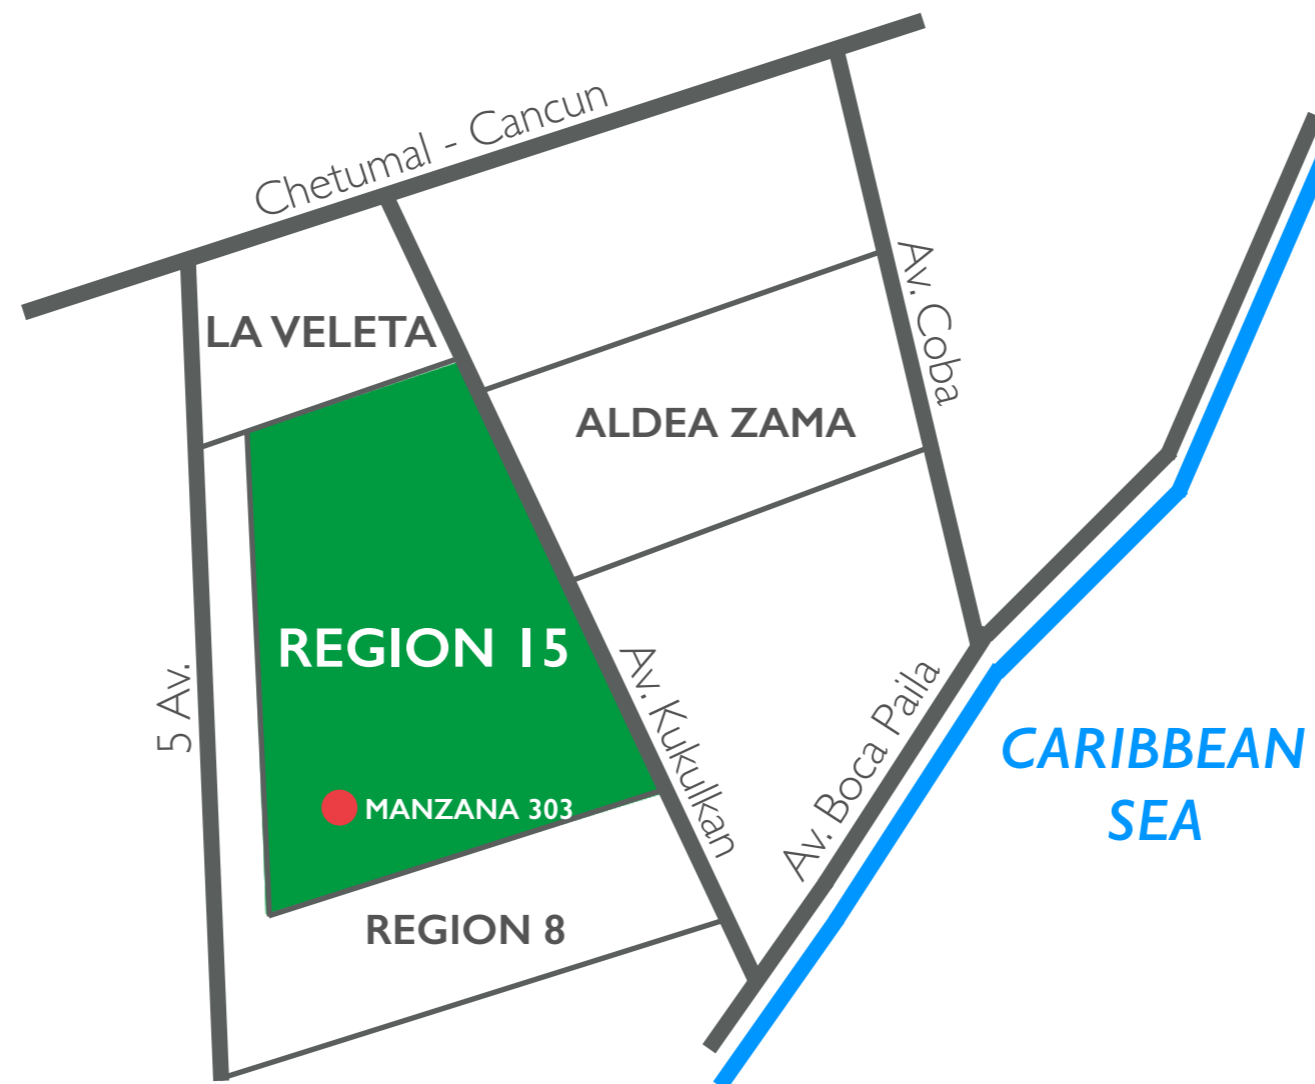 Chetumal - Cancun
Av. Coba
LA VELETA
ALDEA ZAMA
REGION 15
5 Av.
Av. Kukulkan
Av. Boca Paila
CARIBBEAN
SEA
MANZANA 303
REGION 8